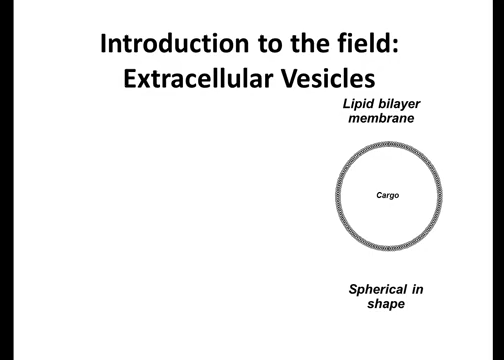 Introduction to the field:
Extracellular Vesicles
Lipid bilayer
membrane
Cargo
Spherical in
shape